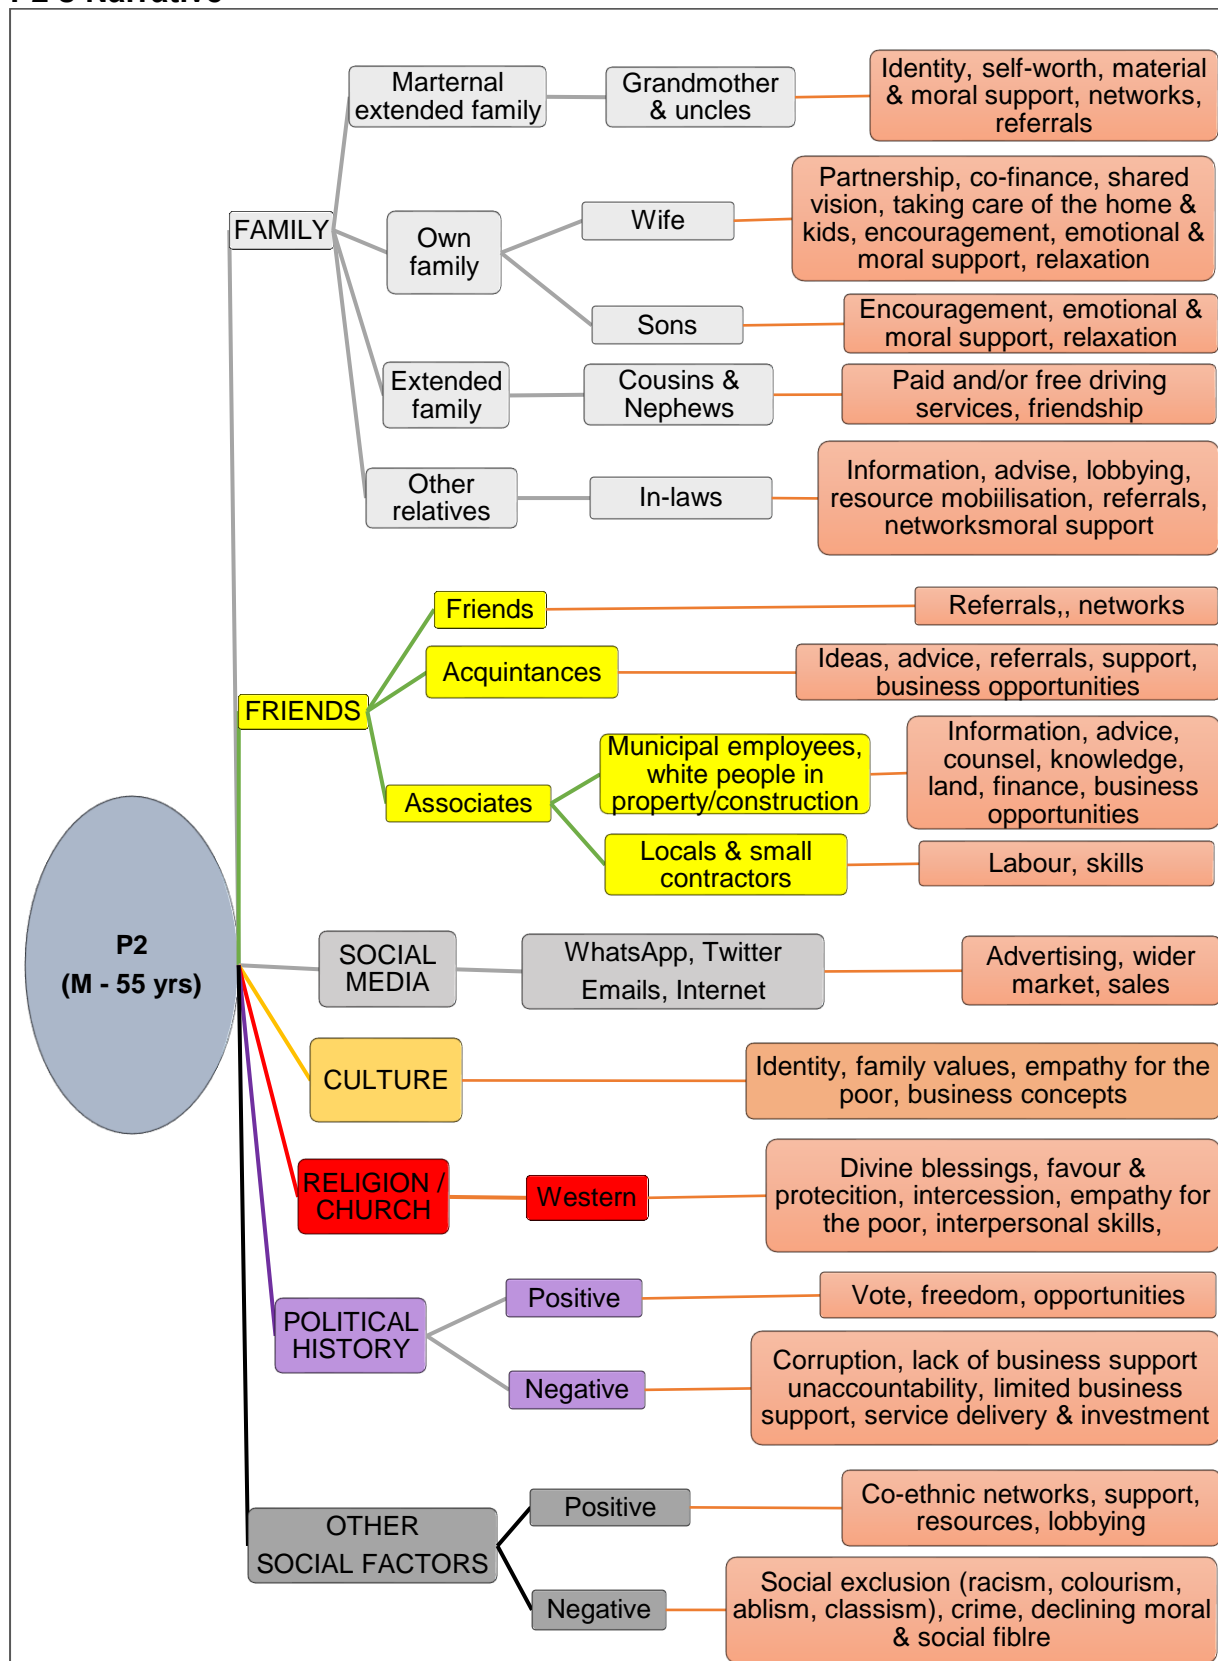 P2's Narrative
Marternal
extended family
Grandmother
& uncles
Identity, self-worth, material
& moral support, networks,
referrals
FAMILY
Own
family
Wife
Partnership, co-finance, shared
vision, taking care of the home &
kids, encouragement, emotional &
moral support, relaxation
Sons
Encouragement, emotional &
moral support, relaxation
Extended
family
Cousins &
Nephews
Paid and/or free driving
services, friendship
Other
relatives
In-laws
Information, advise, lobbying,
resource mobiilisation, referrals,
networksmoral support
FRIENDS
Friends
Referrals,, networks
Acquintances
Ideas, advice, referrals, support,
business opportunities
Associates
Municipal employees,
white people in
property/construction
Information, advice,
counsel, knowledge,
land, finance, business
opportunities
Locals & small
contractors
Labour, skills
P2
(M - 55 yrs)
SOCIAL
MEDIA
WhatsApp, Twitter
Emails, Internet
Advertising, wider
market, sales
CULTURE
Identity, family values, empathy for the
poor, business concepts
RELIGION /
CHURCH
Western
Divine blessings, favour &
protecition, intercession, empathy for
the poor, interpersonal skills,
POLITICAL
HISTORY
Positive
Vote, freedom, opportunities
Negative
Corruption, lack of business support
unaccountability, limited business
support, service delivery & investment
OTHER
SOCIAL FACTORS
Positive
Co-ethnic networks, support,
resources, lobbying
Negative
Social exclusion (racism, colourism,
ablism, classism), crime, declining moral
& social fiblre